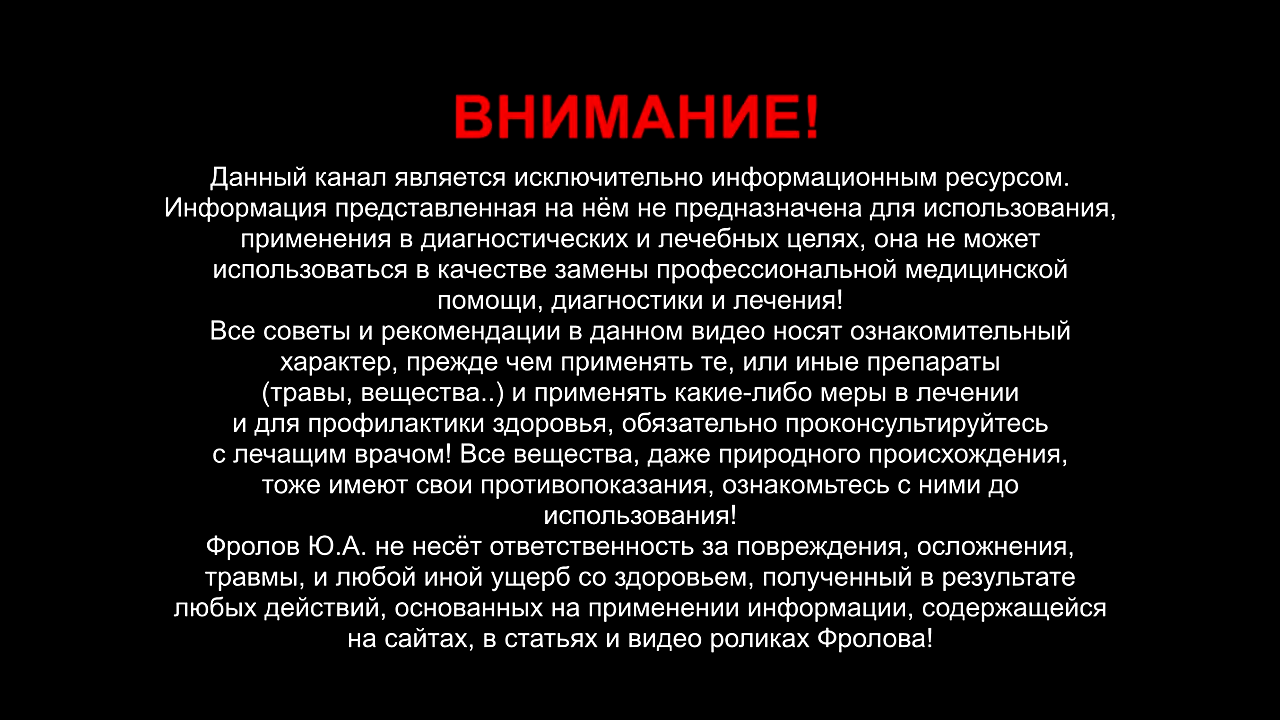 ВНИМАНИЕ!
Данный канал является исключительно информационным ресурсом.
Информация представленная на нём не предназначена для использования,
применения в диагностических и лечебных целях, она не может
использоваться в качестве замены профессиональной медицинской
помощи, диагностики и лечения!
Все советы и рекомендации в данном видео носят ознакомительный
характер, прежде чем применять те, или иные препараты
(травы, вещества..) и применять какие-либо меры в лечении
и для профилактики здоровья, обязательно проконсультируйтесь
с лечащим врачом! Все вещества, даже природного происхождения,
тоже имеют свои противопоказания, ознакомьтесь с ними до
использования!
Фролов Ю.А. не несёт ответственность за повреждения, осложнения,
травмы, и любой иной ущерб со здоровьем, полученный в результате
любых действий, основанных на применении информации, содержащейся
на сайтах, в статьях и видео роликах Фролова!